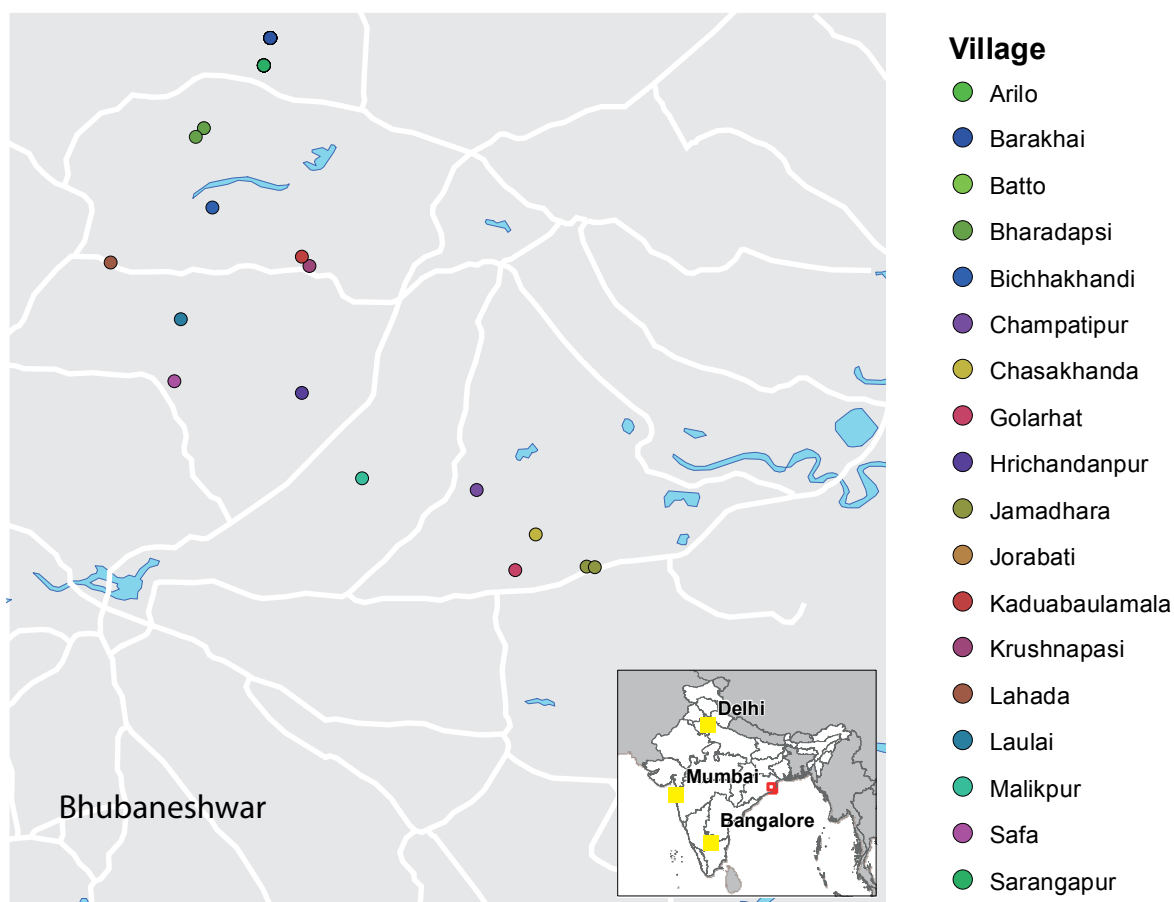 Village
Arilo
Barakhai
Batto
Bharadapsi
Bichhakhandi
Champatipur
Chasakhanda
Golarhat
Hrichandanpur
Jamadhara
Jorabati
Kaduabaulamala
Krushnapasi
Lahada
Laulai
Malikpur
Safa
Sarangapur
Delhi
Mumbai
Bangalore
Bhubaneshwar